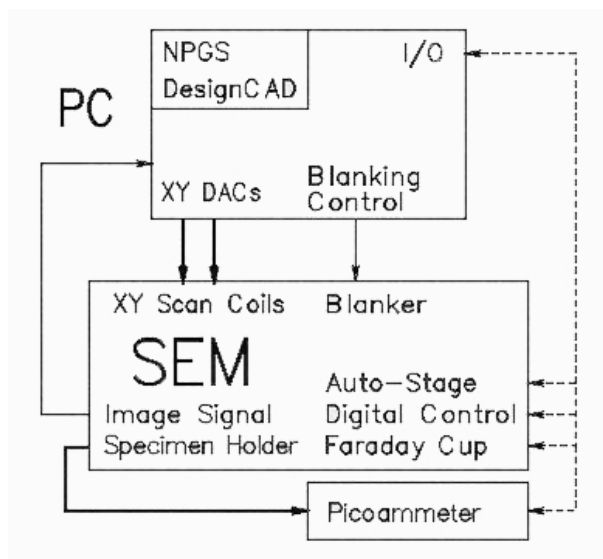 NPGS
DesignCAD
I/O
PC
XY DACs
Blanking
Control
XY Scan Coils
Blanker
SEM
Auto-Stage
Image Signal
Digital Control
Specimen Holder
Faraday Cup
Picoammeter